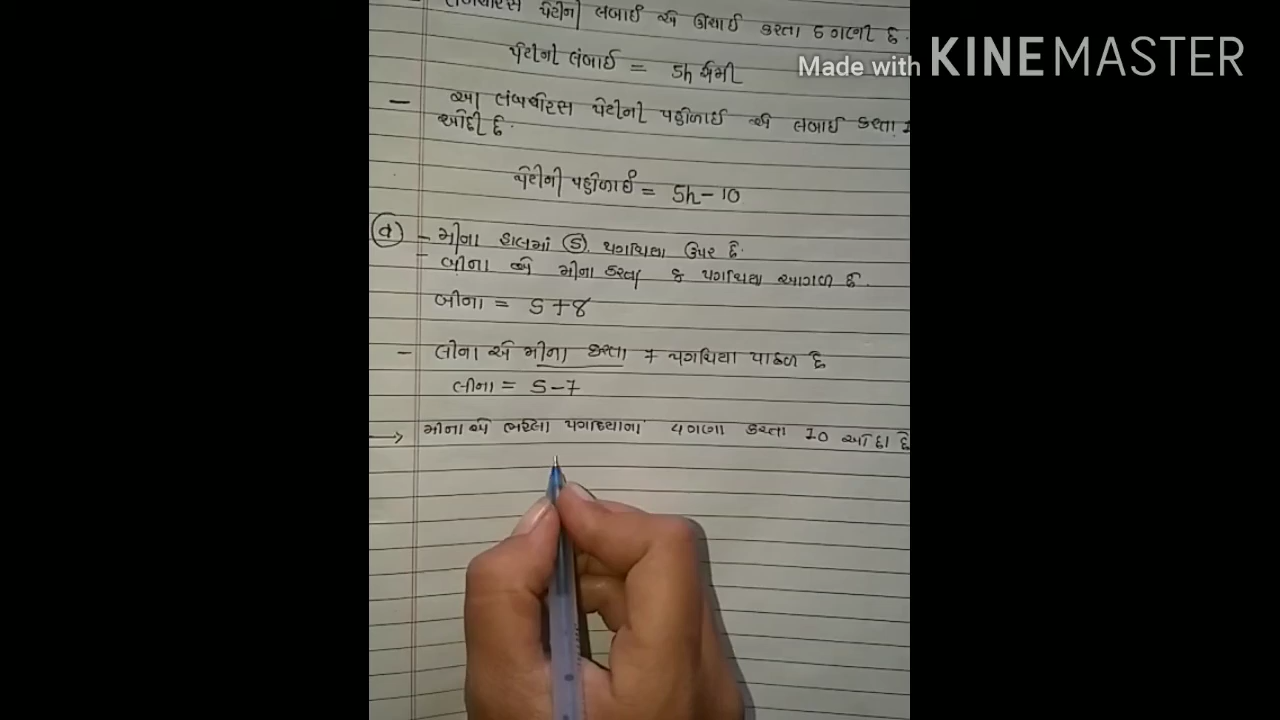 લંબચોરસ પેટીની લંબાઈ એ ઊંચાઈ કરતા 5 ગણી છે.
પેટીની લંબાઈ = 5h સેમી
Made with KINEMASTER
- આ લંબચોરસ પેટીની પહોળાઈ એ લંબાઈ કરતા
ઓછી છે.
પેટીની પહોળાઈ = 5h - 10
(ત) - મીના હાલમાં (S) પગથિયા ઉપર છે.
- બીના એ મીના કરતા 8 પગથિયા આગળ છે.
બીના = S + 8
- લીના એ મીના કરતા 7 પગથિયા પાછળ છે
લીના = S - 7
→ મીના એ ભરેલા પગથિયાના ચગણા કરતા 10 ઓછા છે